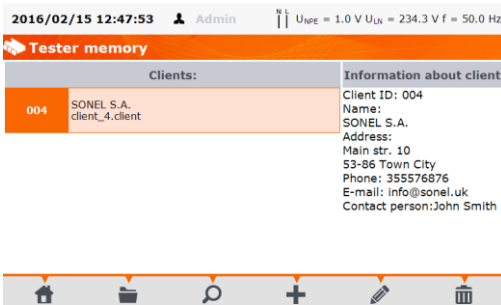 2016/02/15 12:47:53 Admin N L U_NPE = 1.0 V U_LN = 234.3 V f = 50.0 Hz
Tester memory
Clients:
004
SONEL S.A.
client_4.client
Information about client
Client ID: 004
Name:
SONEL S.A.
Address:
Main str. 10
53-86 Town City
Phone: 355576876
E-mail: info@sonel.uk
Contact person:John Smith